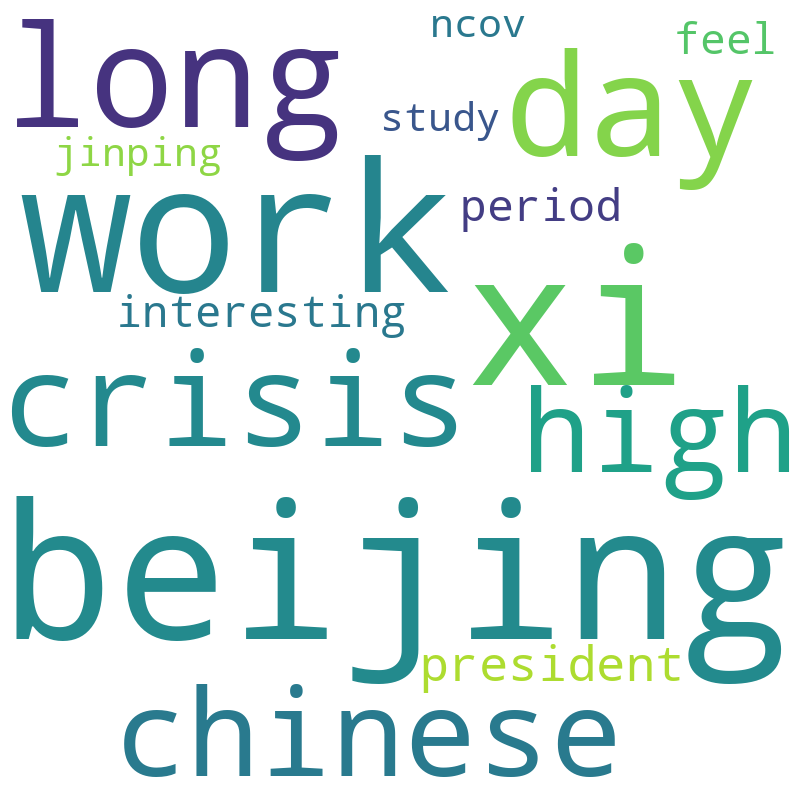 ncov
feel
long
study
day
jinping
work
period
interesting
xi
crisis
high
beijing
president
chinese